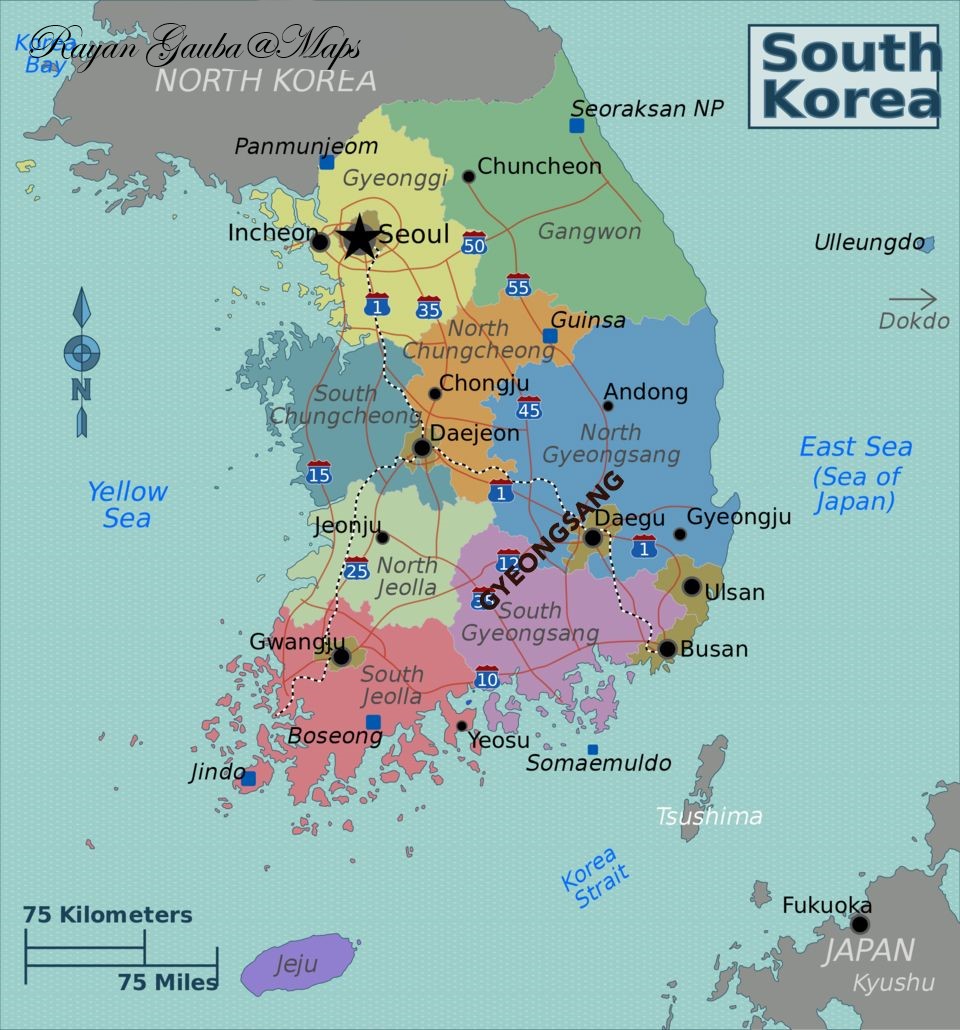 Rayan Gauba@Maps
Korea
Bay
NORTH KOREA
South
Korea
Seoraksan NP
Panmunjeom
Chuncheon
Gyeonggi
Incheon
Seoul
Gangwon
50
Ulleungdo
55
1
35
Dokdo
Guinsa
North
Chungcheong
N
South
Chungcheong
Chongju
Andong
45
Daejeon
North
Gyeongsang
East Sea
(Sea of
Japan)
15
Yellow
Sea
1
GYEONGSANG
Jeonju
Daegu
Gyeongju
1
25
North
Jeolla
12
Ulsan
South
Gyeongsang
Gwangju
Busan
South
Jeolla
10
Boseong
Yeosu
Somaemuldo
Jindo
Tsushima
Korea
Strait
75 Kilometers
75 Miles
Jeju
Fukuoka
JAPAN
Kyushu